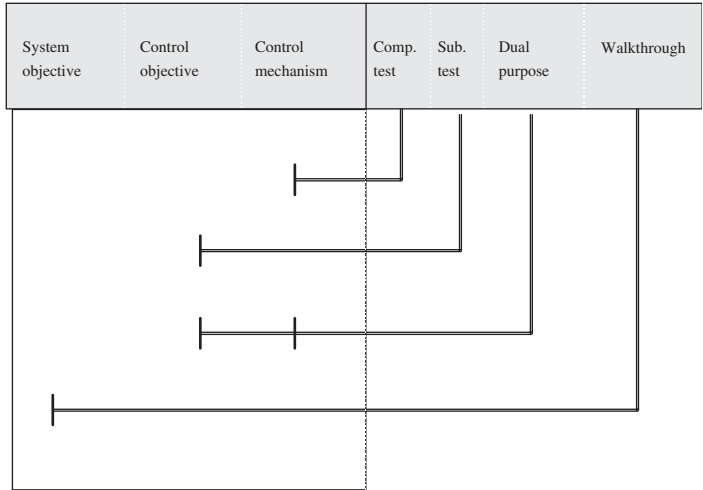 System objective
Control objective
Control mechanism
Comp. test
Sub. test
Dual purpose
Walkthrough